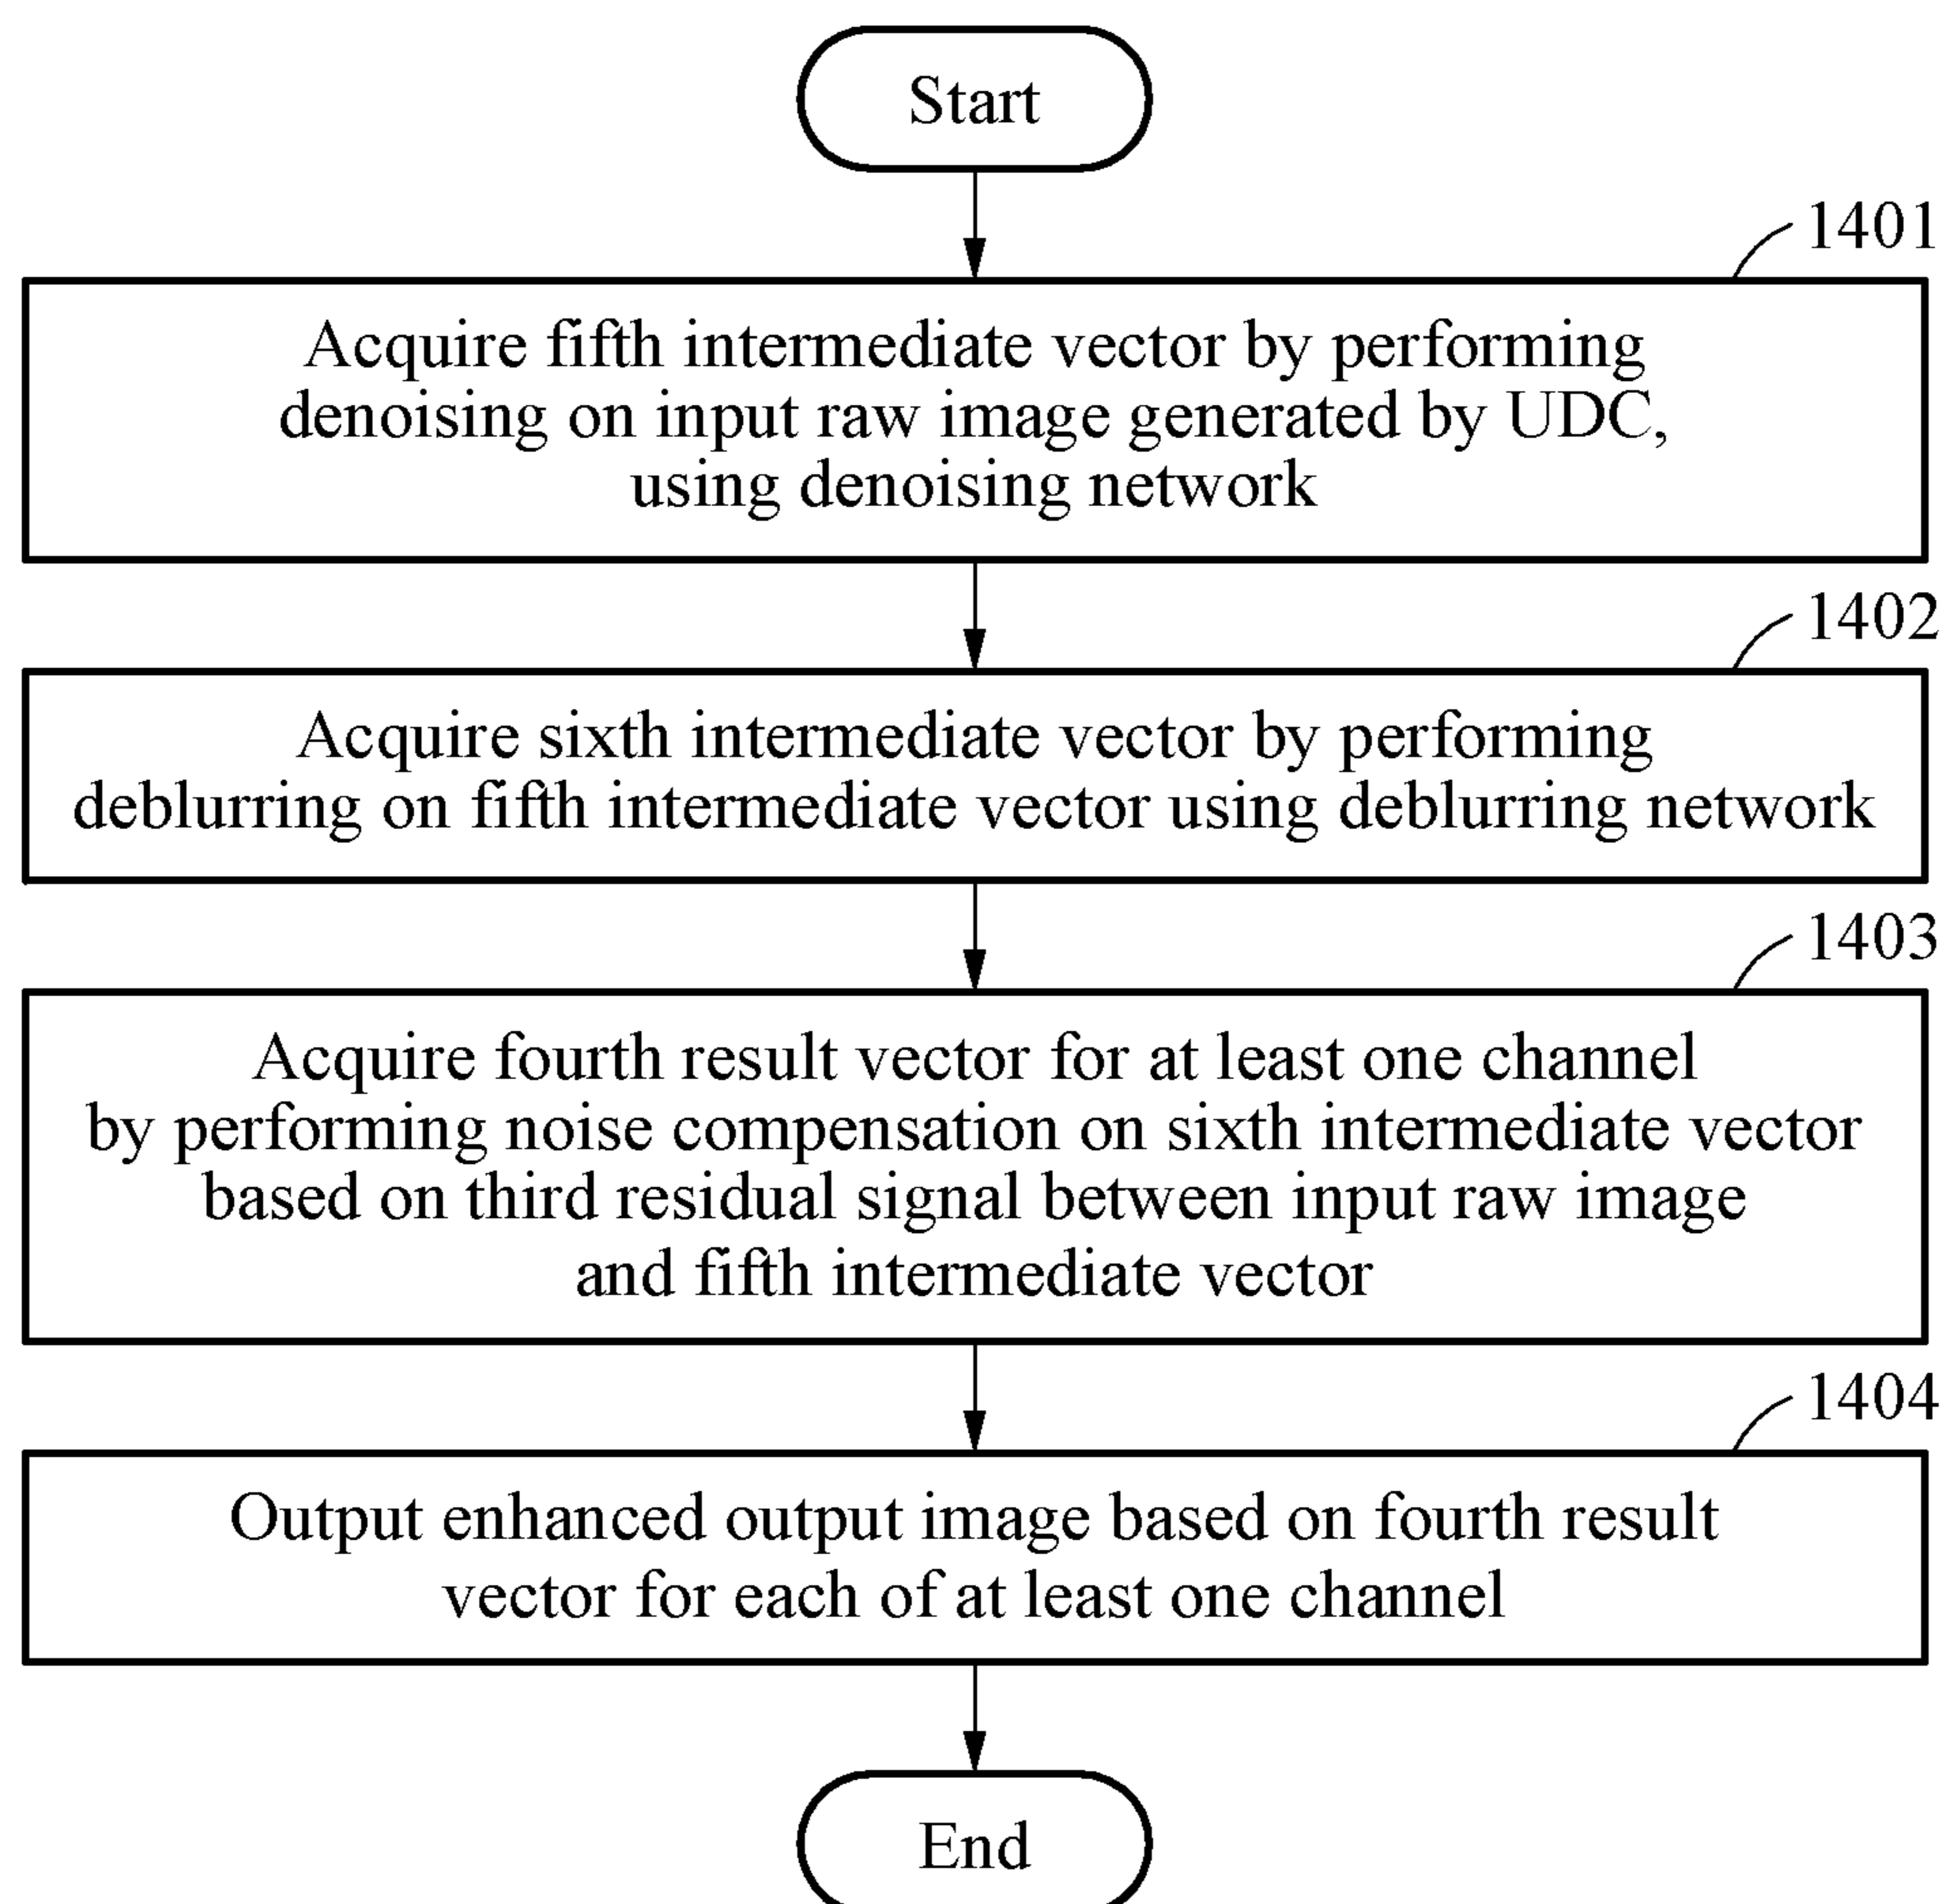 Start
1401
Acquire fifth intermediate vector by performing
denoising on input raw image generated by UDC,
using denoising network
1402
Acquire sixth intermediate vector by performing
deblurring on fifth intermediate vector using deblurring network
1403
Acquire fourth result vector for at least one channel
by performing noise compensation on sixth intermediate vector
based on third residual signal between input raw image
and fifth intermediate vector
1404
Output enhanced output image based on fourth result
vector for each of at least one channel
End